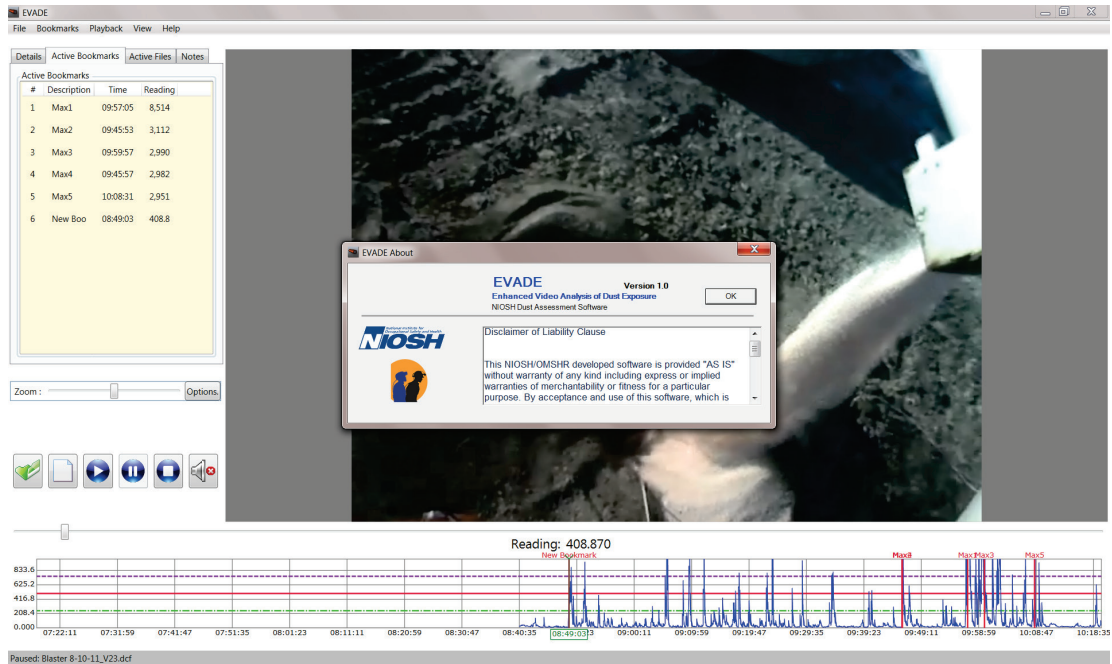 EVADE
File Bookmarks Playback View Help
Details Active Bookmarks Active Files Notes
Active Bookmarks
# Description Time Reading
1 Max1 09:57:05 8,514
2 Max2 09:45:53 3,112
3 Max3 09:59:57 2,990
4 Max4 09:45:57 2,982
5 Max5 10:08:31 2,951
6 New Boo 08:49:03 408.8
Zoom : Options.
EVADE About
EVADE Version 1.0
Enhanced Video Analysis of Dust Exposure
NIOSH Dust Assessment Software
OK
National Institute for
Occupational Safety and Health
NIOSH
Disclaimer of Liability Clause
This NIOSH/OMSHR developed software is provided "AS IS"
without warranty of any kind including express or implied
warranties of merchantability or fitness for a particular
purpose. By acceptance and use of this software, which is
Reading: 408.870
New Bookmark Max3 Max5
833.6
625.2
416.8
208.4
0.000
07:22:11 07:31:59 07:41:47 07:51:35 08:01:23 08:11:11 08:20:59 08:30:47 08:40:35 08:49:03 09:00:11 09:09:59 09:19:47 09:29:35 09:39:23 09:49:11 09:58:59 10:08:47 10:18:35
Paused: Blaster 8-10-11_V23.dcf